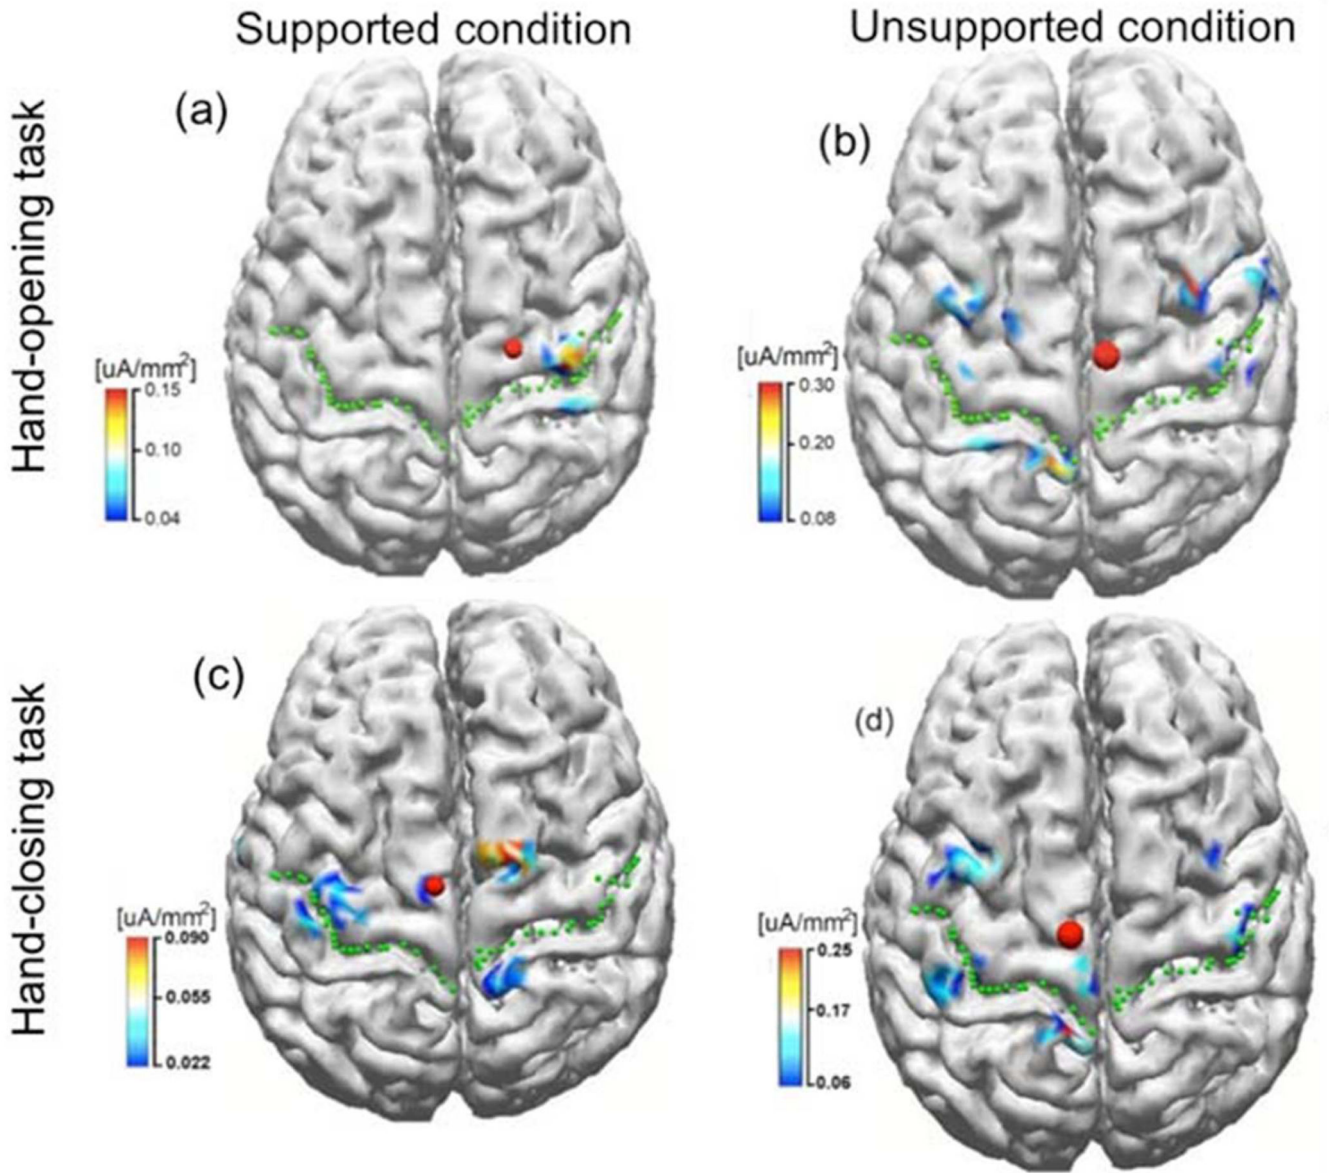 Supported condition
Unsupported condition
Hand-opening task
(a)
[uA/mm²]
0.15
0.10
0.04
(b)
[uA/mm²]
0.30
0.20
0.08
Hand-closing task
(c)
[uA/mm²]
0.090
0.055
0.022
(d)
[uA/mm²]
0.25
0.17
0.06